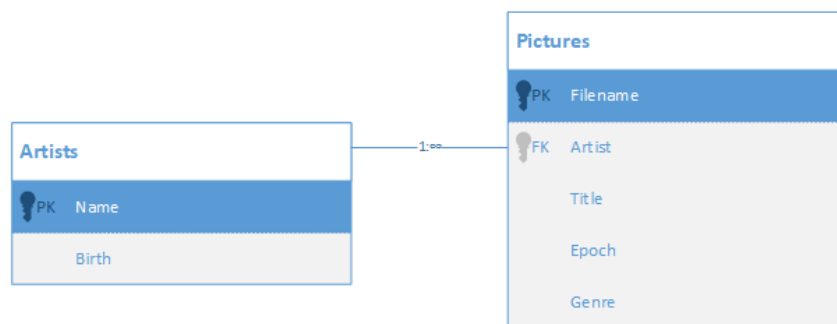 Artists
PK Name
Birth
1:∞
Pictures
PK Filename
FK Artist
Title
Epoch
Genre